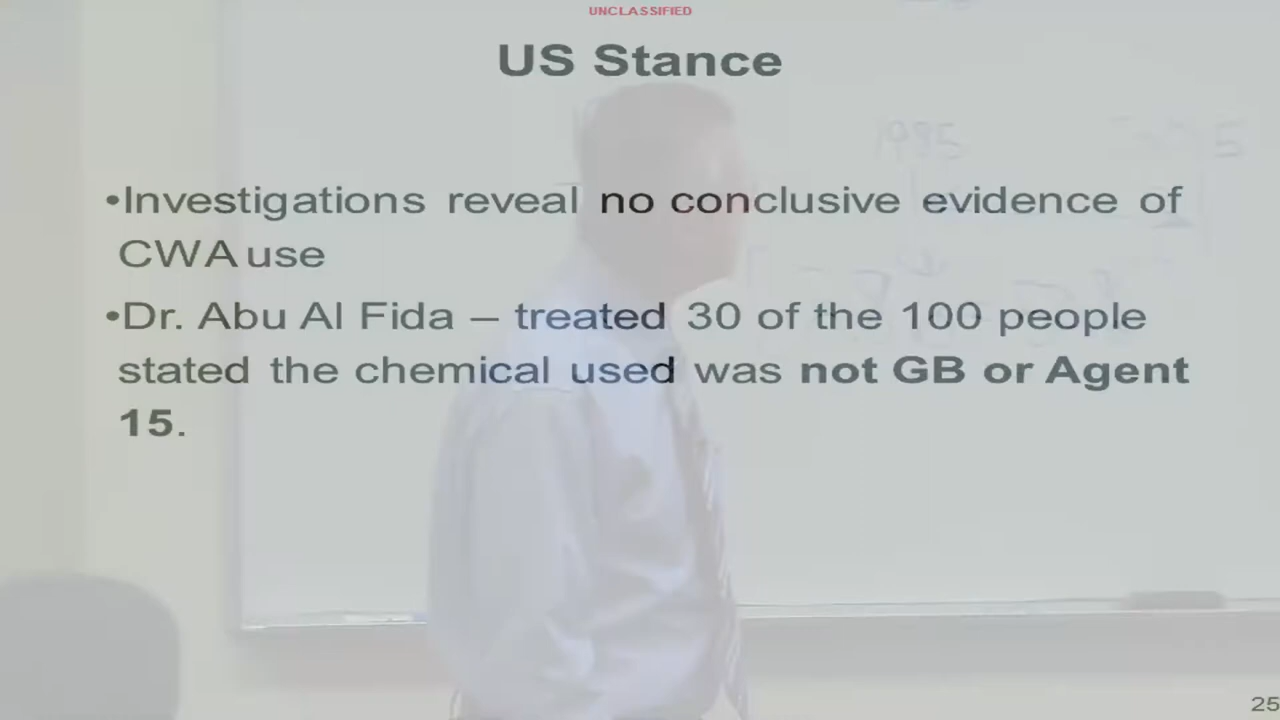 UNCLASSIFIED
US Stance
•Investigations reveal no conclusive evidence of
CWA use
•Dr. Abu Al Fida – treated 30 of the 100 people
stated the chemical used was not GB or Agent
15.
1985
25